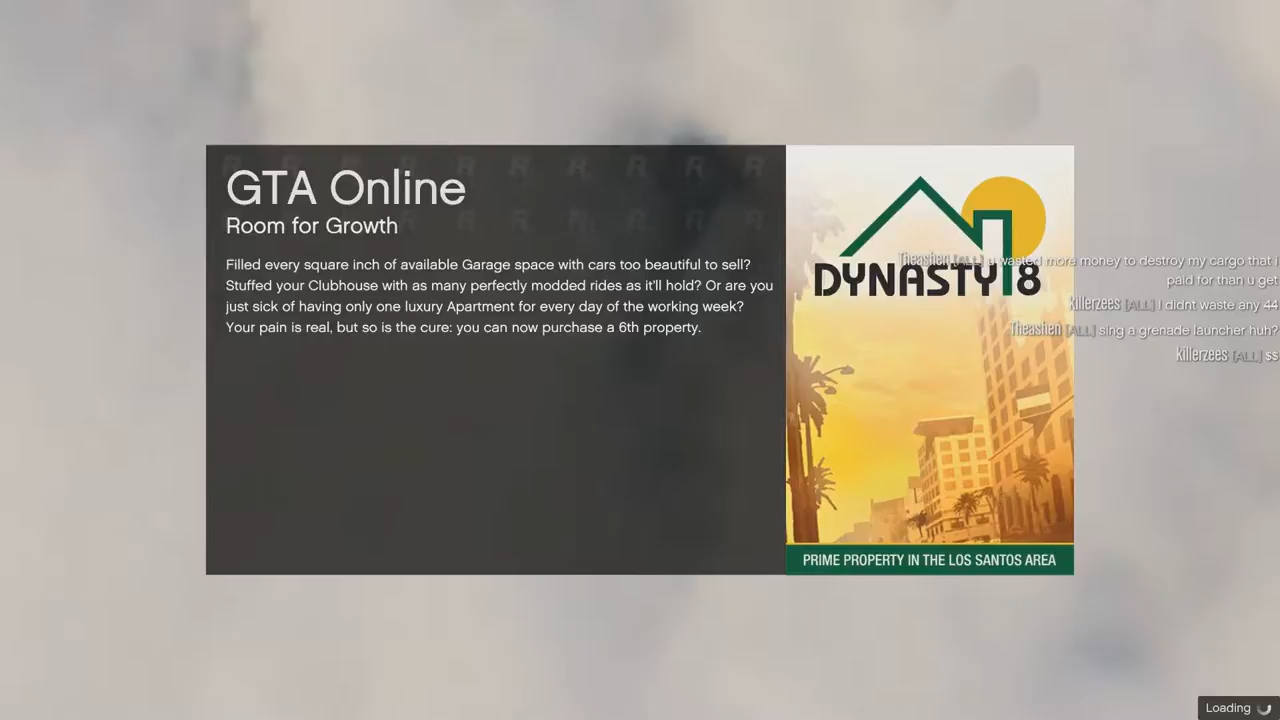 GTA Online
Room for Growth
Filled every square inch of available Garage space with cars too beautiful to sell?
Stuffed your Clubhouse with as many perfectly modded rides as it'll hold? Or are you
just sick of having only one luxury Apartment for every day of the working week?
Your pain is real, but so is the cure: you can now purchase a 6th property.
DYNASTY 8
PRIME PROPERTY IN THE LOS SANTOS AREA
Theashen [ALL] u wasted more money to destroy my cargo that i
paid for than u get
killerzees [ALL] I didnt waste any 44
Theashen [ALL] sing a grenade launcher huh?
killerzees [ALL] $$
Loading